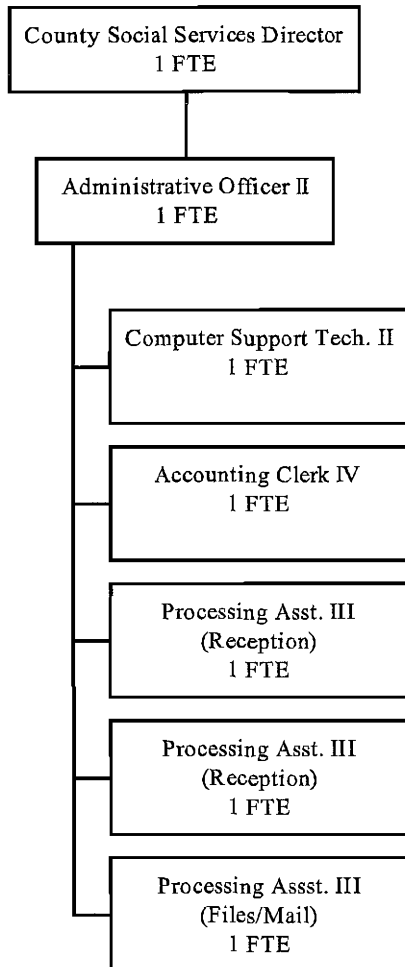 County Social Services Director
1 FTE
Administrative Officer II
1 FTE
Computer Support Tech. II
1 FTE
Accounting Clerk IV
1 FTE
Processing Asst. III
(Reception)
1 FTE
Processing Asst. III
(Reception)
1 FTE
Processing Assst. III
(Files/Mail)
1 FTE